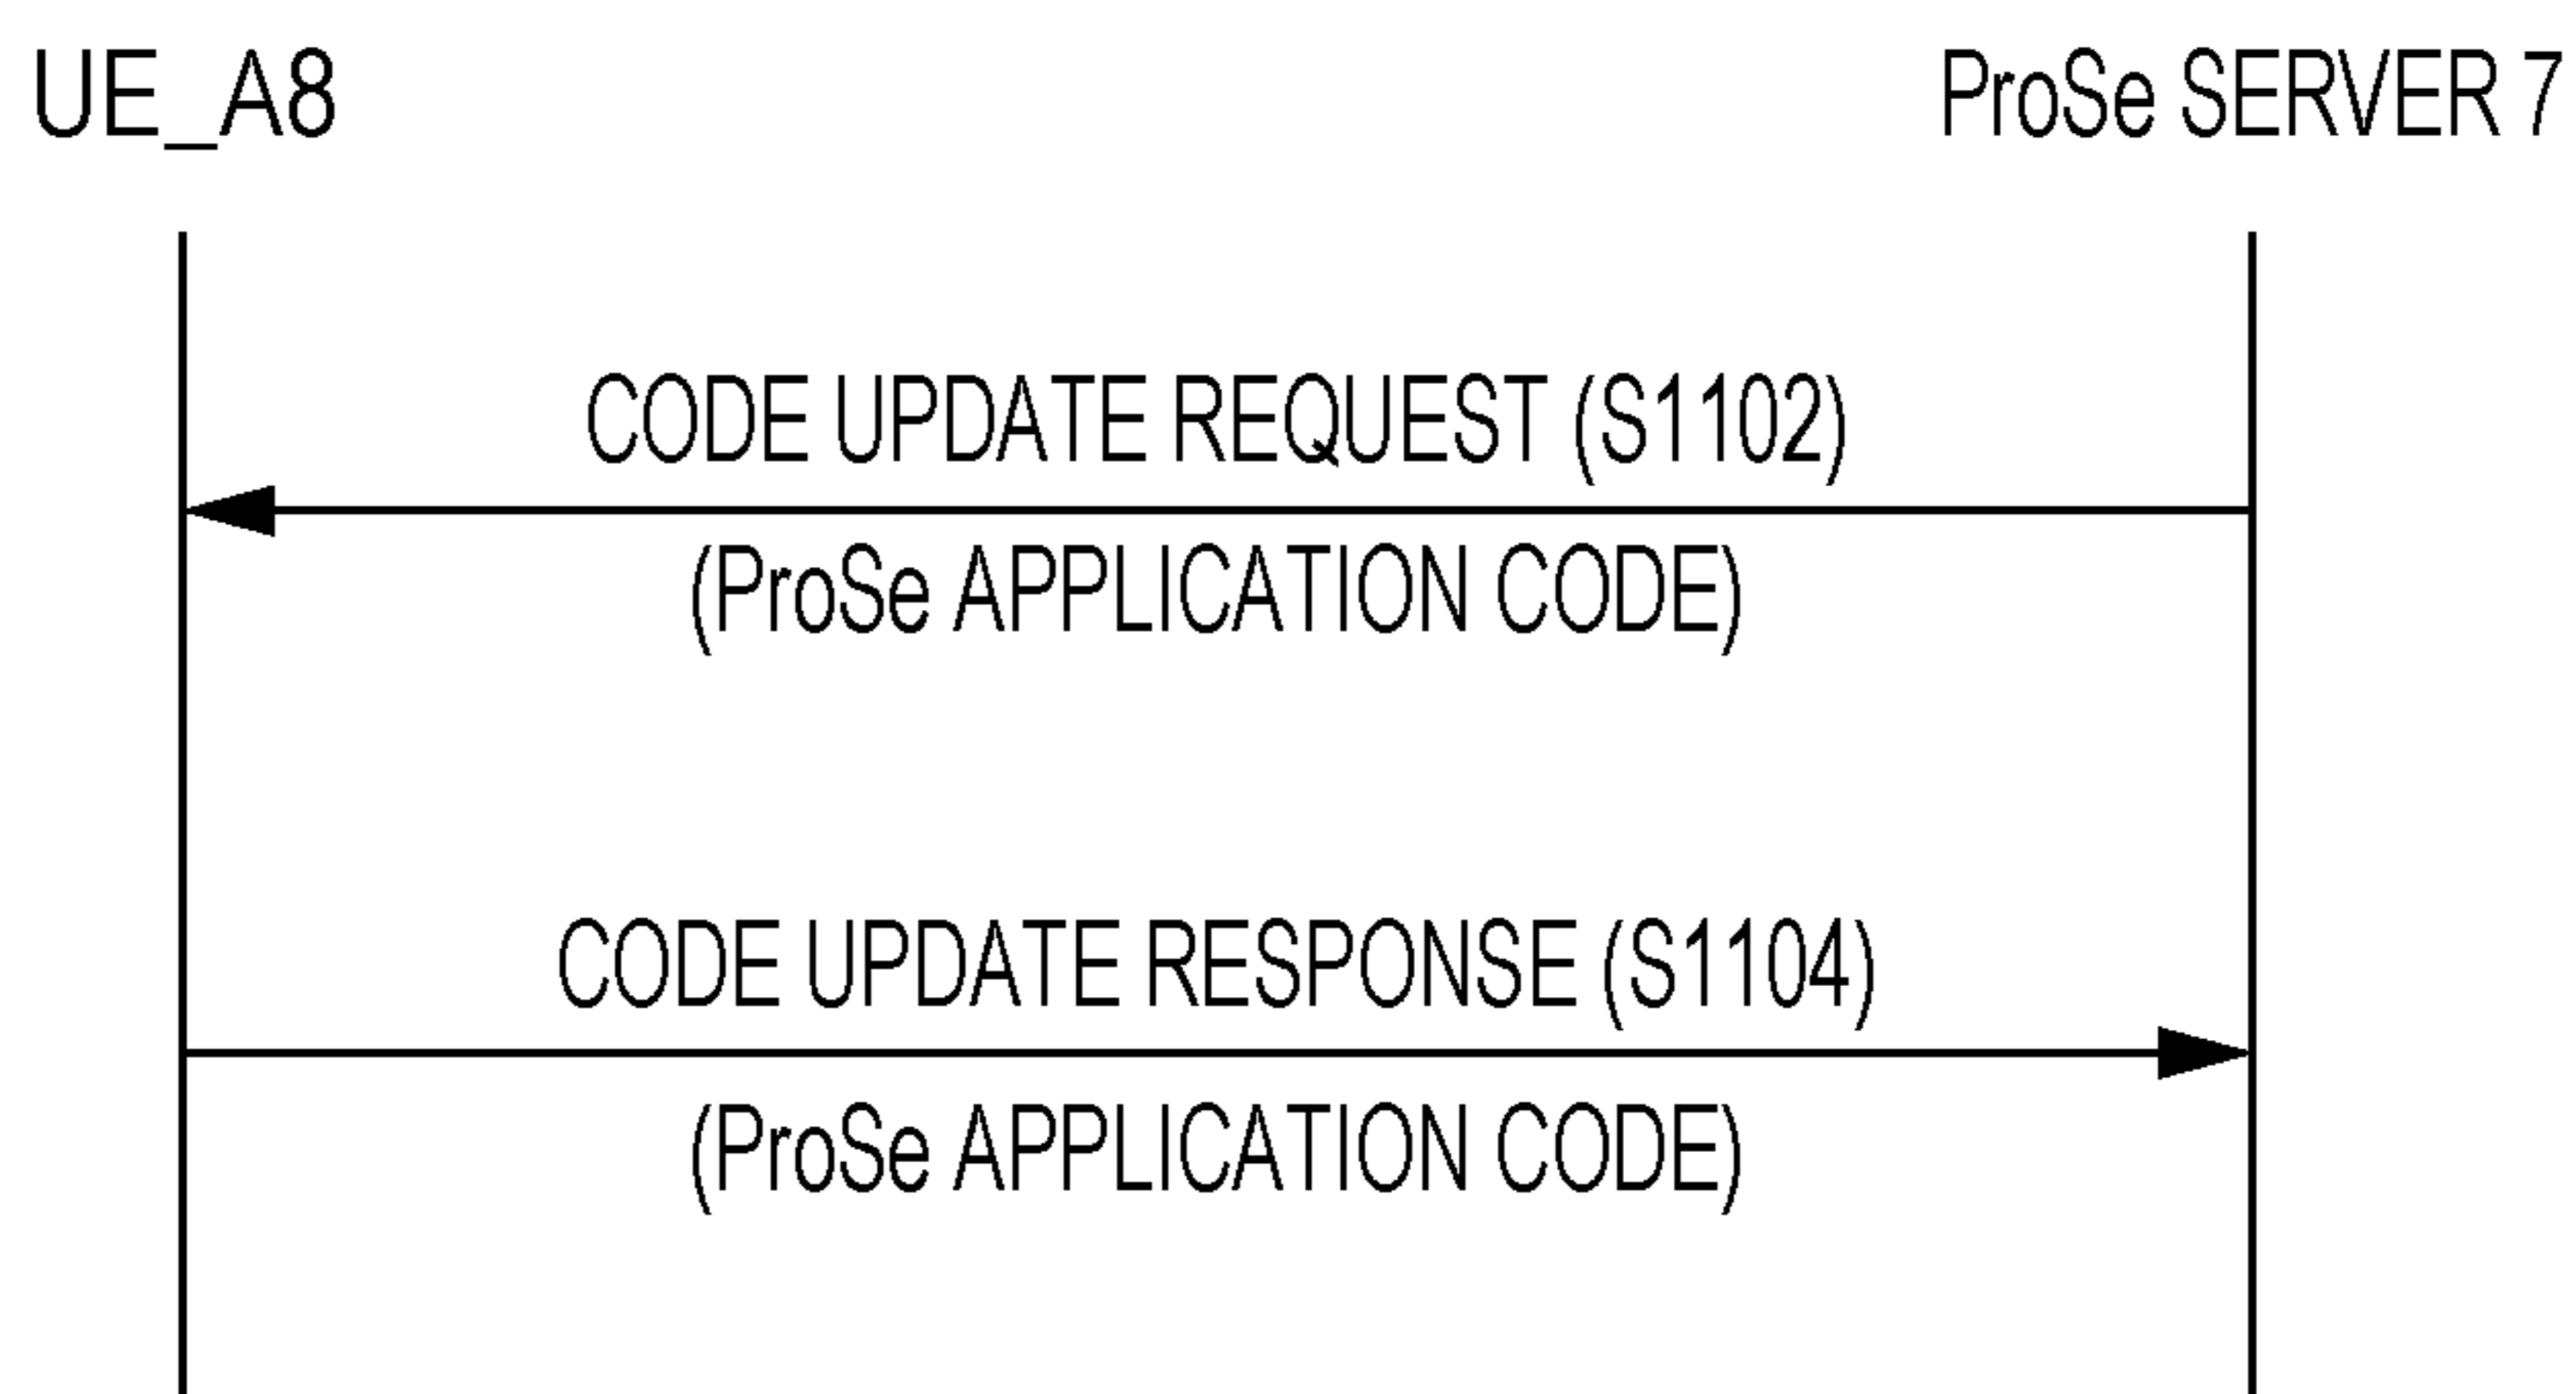 UE_A8 ProSe SERVER 7
CODE UPDATE REQUEST (S1102)
(ProSe APPLICATION CODE)
CODE UPDATE RESPONSE (S1104)
(ProSe APPLICATION CODE)